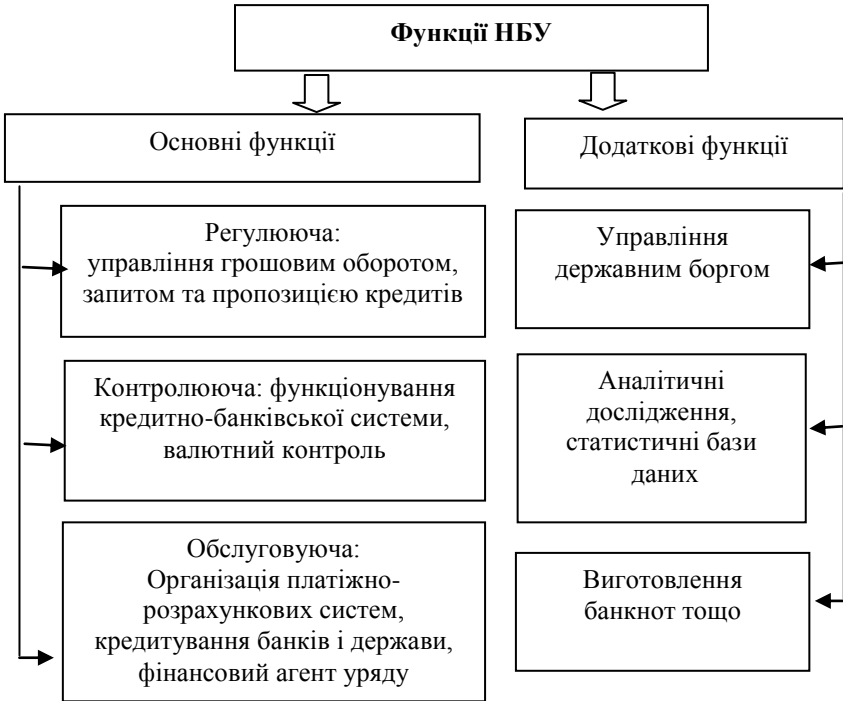 Функції НБУ
Основні функції
Додаткові функції
Регулююча:
управління грошовим оборотом,
запитом та пропозицією кредитів
Управління
державним боргом
Контролююча: функціонування
кредитно-банківської системи,
валютний контроль
Аналітичні
дослідження,
статистичні бази
даних
Обслуговуюча:
Організація платіжно-
розрахункових систем,
кредитування банків і держави,
фінансовий агент уряду
Виготовлення
банкнот тощо